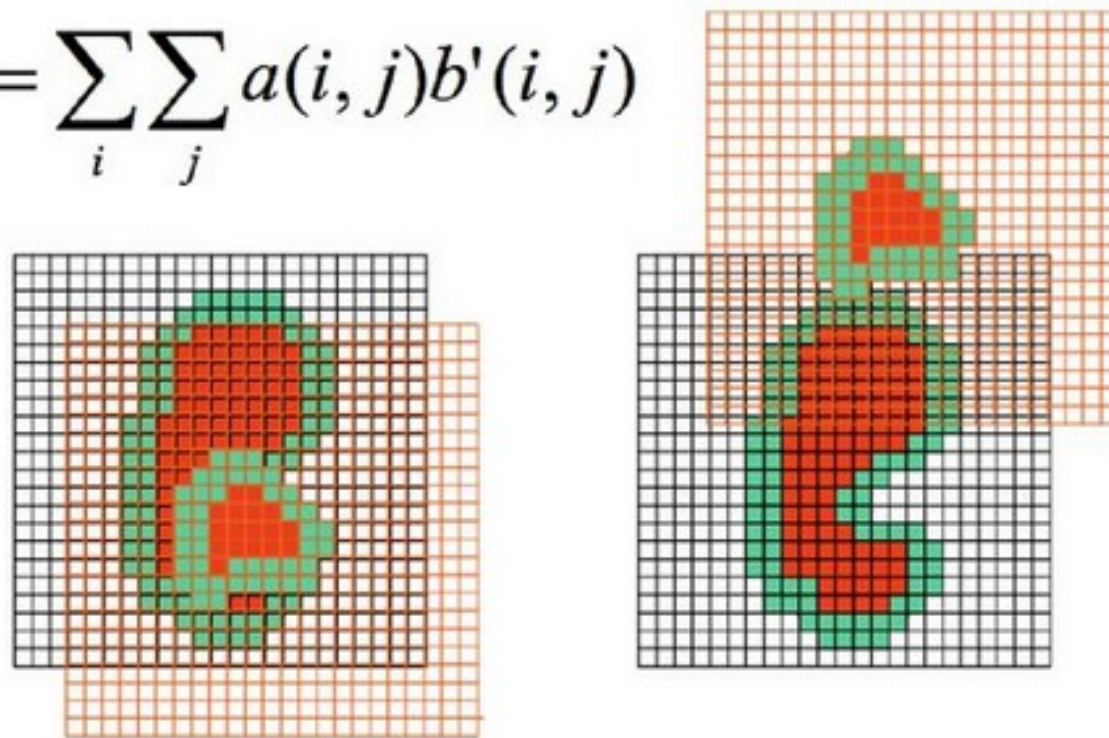 = ∑∑ a(i, j)b'(i, j)
i j